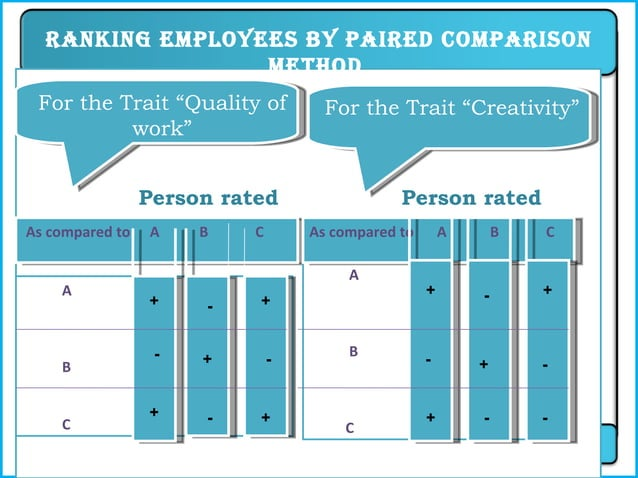 RANKING EMPLOYEES BY PAIRED COMPARISON
METHOD
For the Trait “Quality of
work”
For the Trait “Creativity”
Person rated
Person rated
As compared to A B C
As compared to A B C
A + - +
B - + -
C + - +
A + - +
B - + -
C + - -